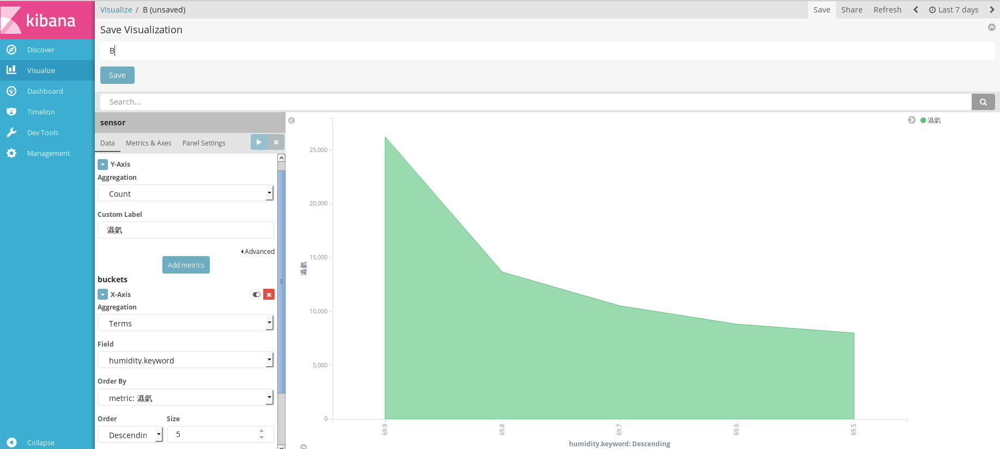 kibana
Discover
Visualize
Dashboard
Timelion
Dev Tools
Management
Collapse
Visualize / B (unsaved)
Save Share Refresh Last 7 days
Save Visualization
B
Save
Search...
sensor
Data Metrics & Axes Panel Settings
Y-Axis
Aggregation
Count
Custom Label
濕氣
Advanced
Add metrics
buckets
X-Axis
Aggregation
Terms
Field
humidity.keyword
Order By
metric: 濕氣
Order Size
Descendin 5
濕氣
濕氣
25,000
20,000
15,000
10,000
5,000
0
69.9 69.8 69.7 69.6 69.5
humidity.keyword: Descending